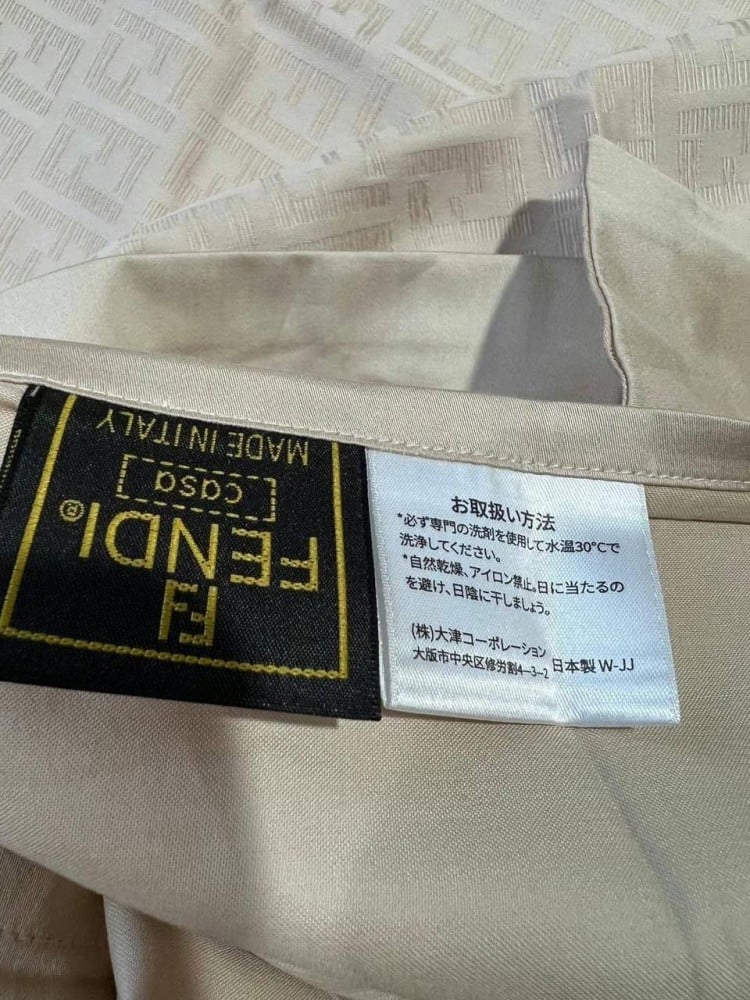 FENDI®
casa
MADE IN ITALY
お取扱い方法
*必ず専門の洗剤を使用して水温30℃で
洗浄してください。
*自然乾燥、アイロン禁止。日に当たるの
を避け、日陰に干しましょう。
(株)大津コーポレーション
大版市中央区修労割4-3-2 日本製 W-JJ